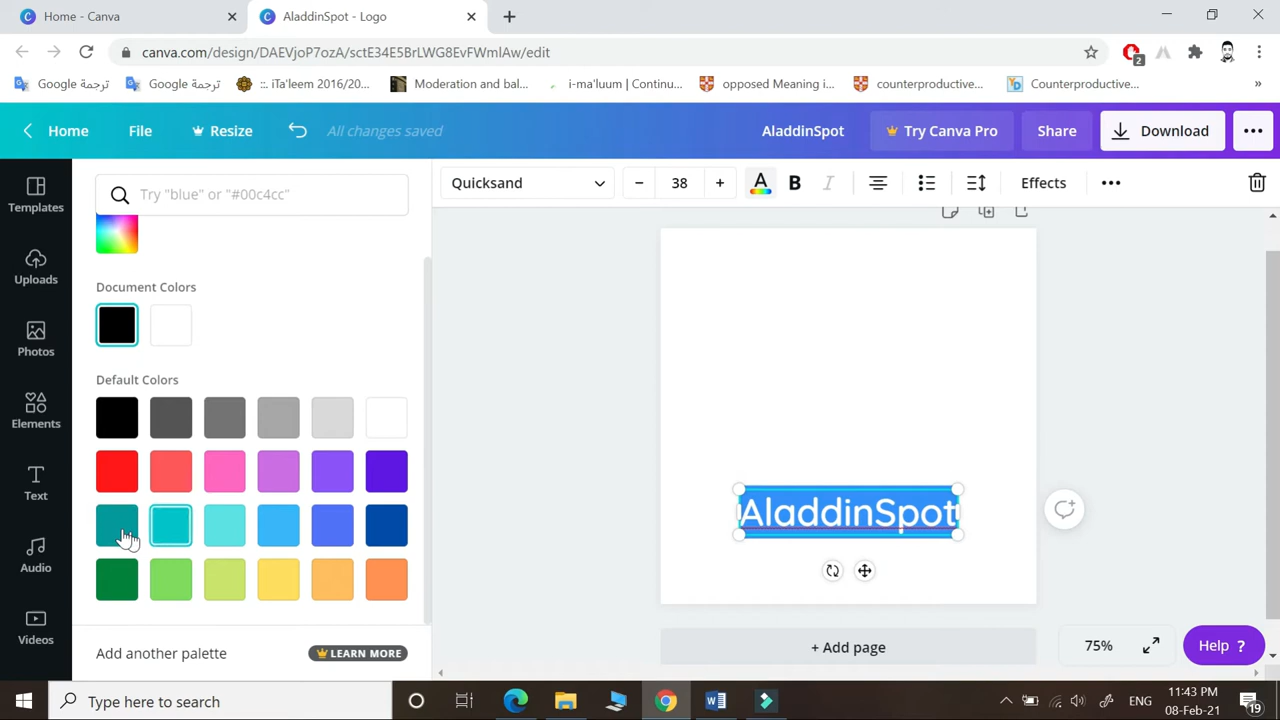 Home - Canva
AladdinSpot - Logo
canva.com/design/DAEVjoP7ozA/sctE34E5BrLWG8EvFWmlAw/edit
2
ترجمة Google
ترجمة Google
::. iTa'leem 2016/20...
Moderation and bal...
i-ma'luum | Continu...
opposed Meaning i...
counterproductive...
Counterproductive...
»
Home
File
Resize
All changes saved
AladdinSpot
Try Canva Pro
Share
Download
Templates
Uploads
Photos
Elements
Text
Audio
Videos
Try "blue" or "#00c4cc"
Document Colors
Default Colors
Add another palette
LEARN MORE
Quicksand
38
A
B
I
Effects
AladdinSpot
+ Add page
75%
Help ?
Type here to search
ENG
11:43 PM
08-Feb-21
19